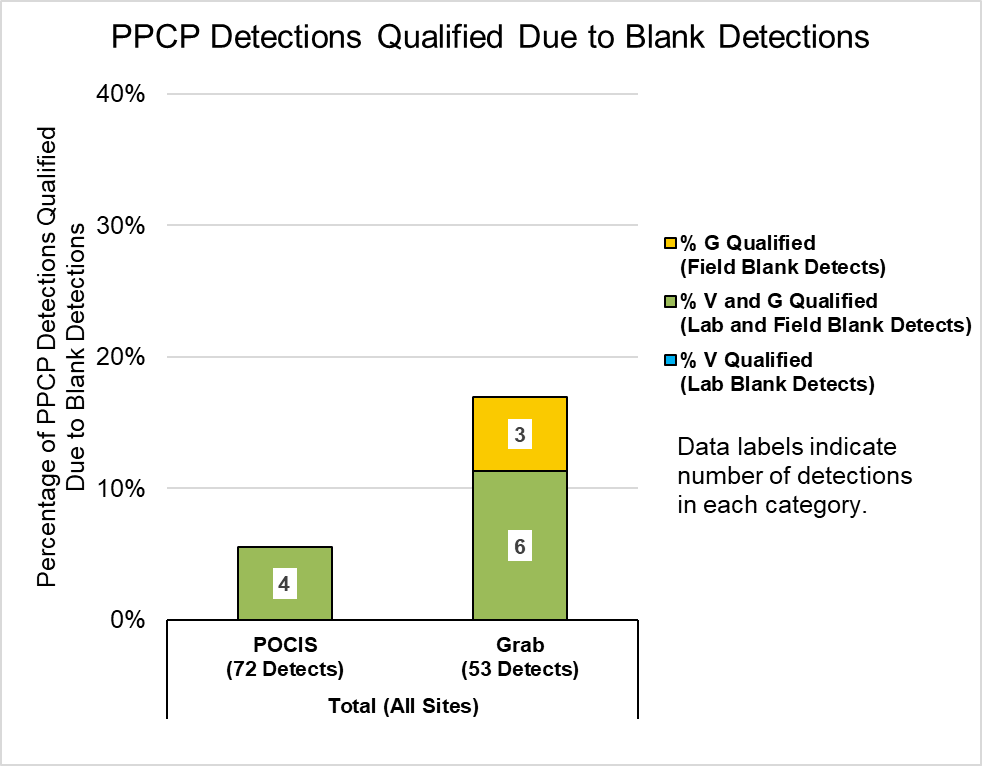 PPCP Detections Qualified Due to Blank Detections
Percentage of PPCP Detections Qualified
Due to Blank Detections
40%
30%
20%
10%
0%
4
3
6
POCIS
(72 Detects)
Grab
(53 Detects)
Total (All Sites)
% G Qualified
(Field Blank Detects)
% V and G Qualified
(Lab and Field Blank Detects)
% V Qualified
(Lab Blank Detects)
Data labels indicate
number of detections
in each category.